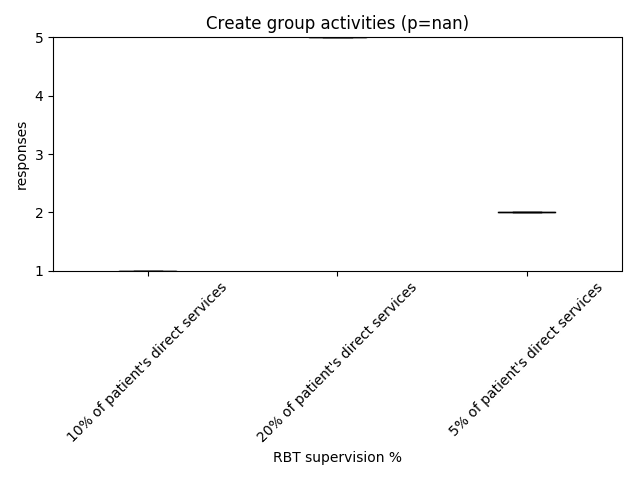 Create group activities (p=nan)
responses
5
4
3
2
1
10% of patient's direct services
20% of patient's direct services
5% of patient's direct services
RBT supervision %